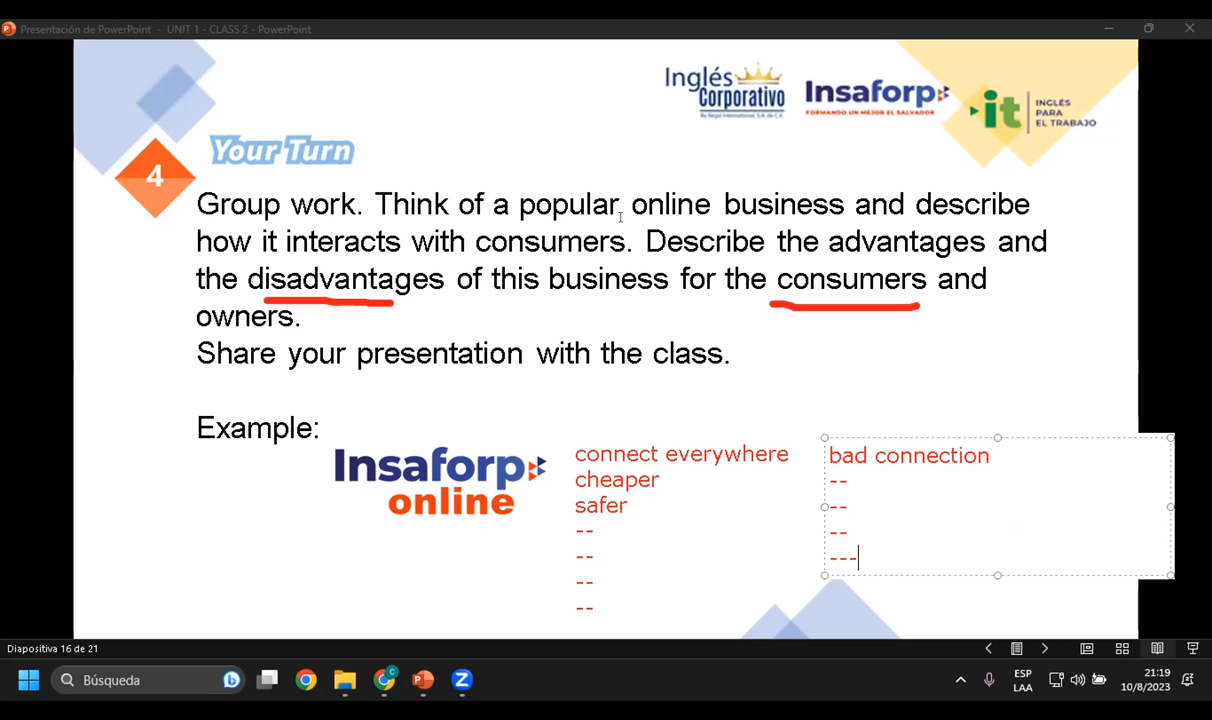 Presentación de PowerPoint - UNIT 1 - CLASS 2 - PowerPoint
Inglés
Corporativo
By Regal International, S.A. de C.V.
Insaforp
FORMANDO UN MEJOR EL SALVADOR
it
INGLÉS
PARA
EL TRABAJO
4
Your Turn
Group work. Think of a popular online business and describe
how it interacts with consumers. Describe the advantages and
the disadvantages of this business for the consumers and
owners.
Share your presentation with the class.
Example:
Insaforp
online
connect everywhere
cheaper
safer
--
--
--
--
bad connection
--
--
--
---
Diapositiva 16 de 21
Búsqueda
ESP
LAA
21:19
10/8/2023